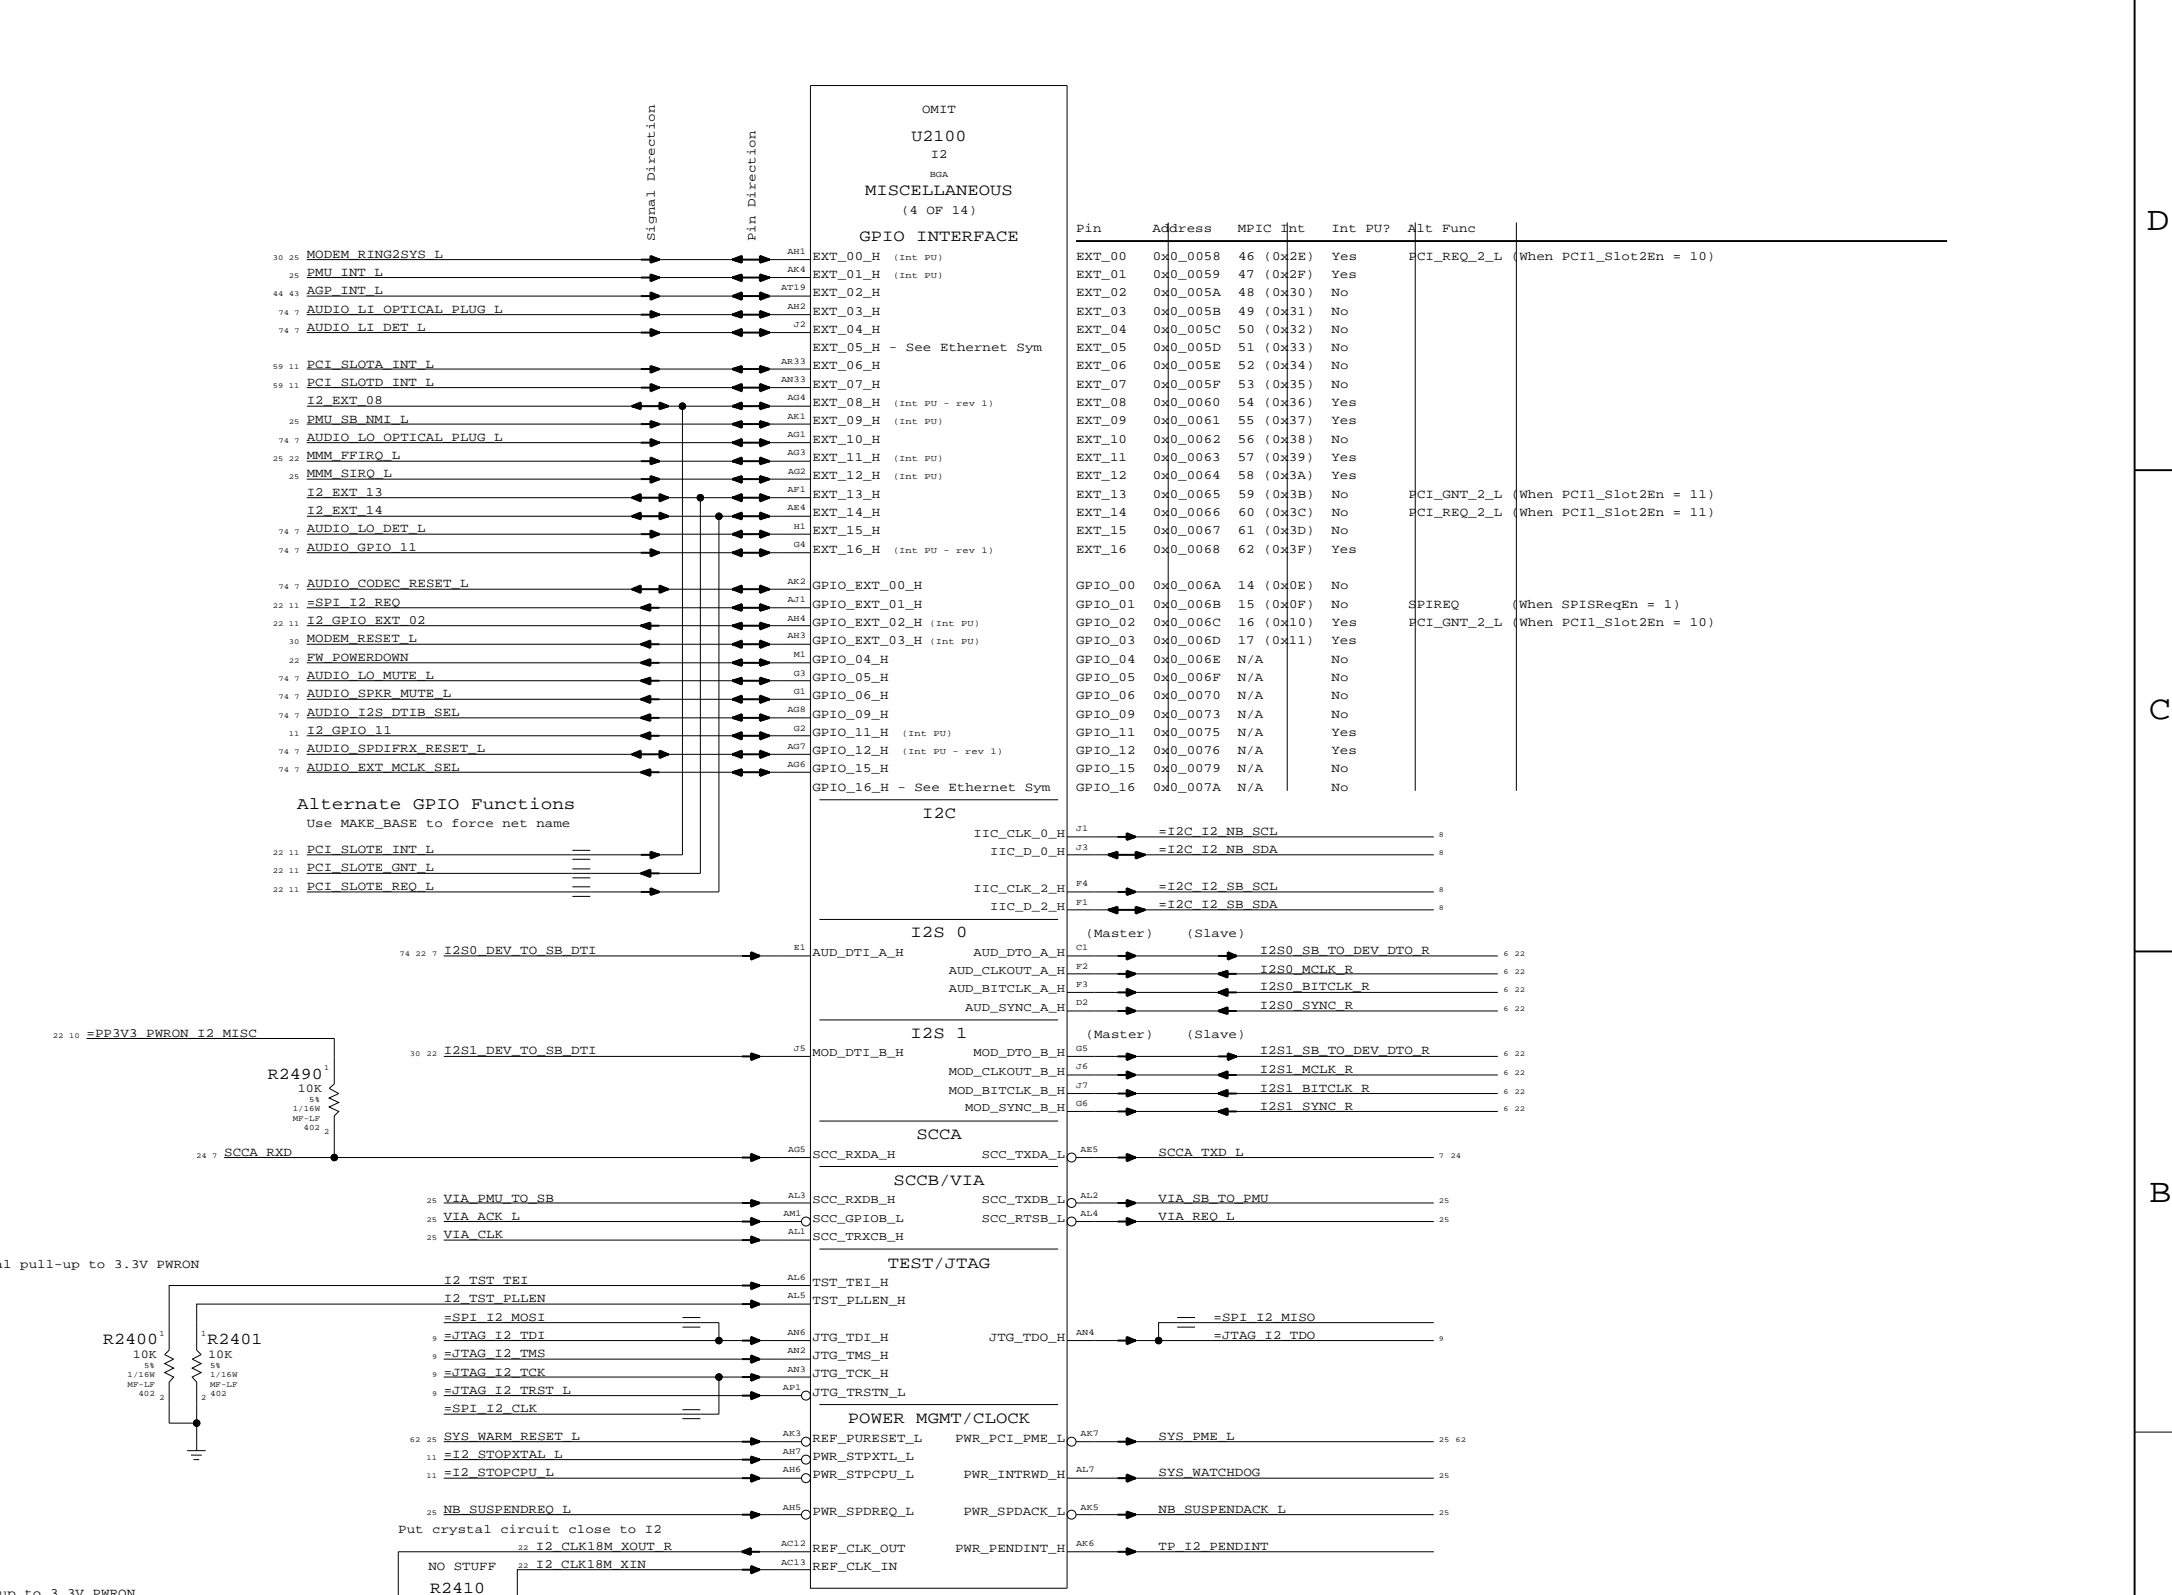 OMIT
U2100
I2
BGA
MISCELLANEOUS
(4 OF 14)
Signal Direction
Pin Direction
GPIO INTERFACE
Pin Address MPIC Int Int PU? Alt Func
30 25 MODEM_RING2SYS_L AH1 EXT_00_H (Int PU) EXT_00 0x0_0058 46 (0x2E) Yes PCI_REQ_2_L (When PCI1_Slot2En = 10)
25 PMU_INT_L AK4 EXT_01_H (Int PU) EXT_01 0x0_0059 47 (0x2F) Yes
44 43 AGP_INT_L AT19 EXT_02_H EXT_02 0x0_005A 48 (0x30) No
74 7 AUDIO_LI_OPTICAL_PLUG_L AH2 EXT_03_H EXT_03 0x0_005B 49 (0x31) No
74 7 AUDIO_LI_DET_L J2 EXT_04_H EXT_04 0x0_005C 50 (0x32) No
EXT_05_H - See Ethernet Sym EXT_05 0x0_005D 51 (0x33) No
59 11 PCI_SLOTA_INT_L AR33 EXT_06_H EXT_06 0x0_005E 52 (0x34) No
59 11 PCI_SLOTD_INT_L AN33 EXT_07_H EXT_07 0x0_005F 53 (0x35) No
I2_EXT_08 AG4 EXT_08_H (Int PU - rev 1) EXT_08 0x0_0060 54 (0x36) Yes
25 PMU_SB_NMI_L AK1 EXT_09_H (Int PU) EXT_09 0x0_0061 55 (0x37) Yes
74 7 AUDIO_LO_OPTICAL_PLUG_L AG1 EXT_10_H EXT_10 0x0_0062 56 (0x38) No
25 22 MMM_FFIRQ_L AG3 EXT_11_H (Int PU) EXT_11 0x0_0063 57 (0x39) Yes
25 MMM_SIRQ_L AG2 EXT_12_H (Int PU) EXT_12 0x0_0064 58 (0x3A) Yes
I2_EXT_13 AF1 EXT_13_H EXT_13 0x0_0065 59 (0x3B) No PCI_GNT_2_L (When PCI1_Slot2En = 11)
I2_EXT_14 AE4 EXT_14_H EXT_14 0x0_0066 60 (0x3C) No PCI_REQ_2_L (When PCI1_Slot2En = 11)
74 7 AUDIO_LO_DET_L H1 EXT_15_H EXT_15 0x0_0067 61 (0x3D) No
74 7 AUDIO_GPIO_11 G4 EXT_16_H (Int PU - rev 1) EXT_16 0x0_0068 62 (0x3F) Yes
74 7 AUDIO_CODEC_RESET_L AK2 GPIO_EXT_00_H GPIO_00 0x0_006A 14 (0x0E) No
22 11 =SPI_I2_REQ AJ1 GPIO_EXT_01_H GPIO_01 0x0_006B 15 (0x0F) No SPIREQ (When SPISReqEn = 1)
22 11 I2_GPIO_EXT_02 AH4 GPIO_EXT_02_H (Int PU) GPIO_02 0x0_006C 16 (0x10) Yes PCI_GNT_2_L (When PCI1_Slot2En = 10)
30 MODEM_RESET_L AH3 GPIO_EXT_03_H (Int PU) GPIO_03 0x0_006D 17 (0x11) Yes
22 FW_POWERDOWN M1 GPIO_04_H GPIO_04 0x0_006E N/A No
74 7 AUDIO_LO_MUTE_L G3 GPIO_05_H GPIO_05 0x0_006F N/A No
74 7 AUDIO_SPKR_MUTE_L G1 GPIO_06_H GPIO_06 0x0_0070 N/A No
74 7 AUDIO_I2S_DTIB_SEL AG8 GPIO_09_H GPIO_09 0x0_0073 N/A No
11 I2_GPIO_11 G2 GPIO_11_H (Int PU) GPIO_11 0x0_0075 N/A Yes
74 7 AUDIO_SPDIFRX_RESET_L AG7 GPIO_12_H (Int PU - rev 1) GPIO_12 0x0_0076 N/A Yes
74 7 AUDIO_EXT_MCLK_SEL AG6 GPIO_15_H GPIO_15 0x0_0079 N/A No
GPIO_16_H - See Ethernet Sym GPIO_16 0x0_007A N/A No
Alternate GPIO Functions
Use MAKE_BASE to force net name
22 11 PCI_SLOTE_INT_L
22 11 PCI_SLOTE_GNT_L
22 11 PCI_SLOTE_REQ_L
I2C
IIC_CLK_0_H J1 =I2C_I2_NB_SCL 8
IIC_D_0_H J3 =I2C_I2_NB_SDA 8
IIC_CLK_2_H F4 =I2C_I2_SB_SCL 8
IIC_D_2_H F1 =I2C_I2_SB_SDA 8
I2S 0 (Master) (Slave)
74 22 7 I2S0_DEV_TO_SB_DTI E1 AUD_DTI_A_H AUD_DTO_A_H C1 I2S0_SB_TO_DEV_DTO_R 6 22
AUD_CLKOUT_A_H F2 I2S0_MCLK_R 6 22
AUD_BITCLK_A_H F3 I2S0_BITCLK_R 6 22
AUD_SYNC_A_H D2 I2S0_SYNC_R 6 22
22 10 =PP3V3_PWRON_I2_MISC
I2S 1 (Master) (Slave)
30 22 I2S1_DEV_TO_SB_DTI J5 MOD_DTI_B_H MOD_DTO_B_H G5 I2S1_SB_TO_DEV_DTO_R 6 22
MOD_CLKOUT_B_H J6 I2S1_MCLK_R 6 22
MOD_BITCLK_B_H J7 I2S1_BITCLK_R 6 22
MOD_SYNC_B_H G6 I2S1_SYNC_R 6 22
R2490 1
10K
5%
1/16W
MF-LF
402 2
SCCA
24 7 SCCA_RXD AG5 SCC_RXDA_H SCC_TXDA_L AE5 SCCA_TXD_L 7 24
SCCB/VIA
25 VIA_PMU_TO_SB AL3 SCC_RXDB_H SCC_TXDB_L AL2 VIA_SB_TO_PMU 25
25 VIA_ACK_L AM1 SCC_GPIOB_L SCC_RTSB_L AL4 VIA_REQ_L 25
25 VIA_CLK AL1 SCC_TRXCB_H
l pull-up to 3.3V PWRON
TEST/JTAG
I2_TST_TEI AL6 TST_TEI_H
I2_TST_PLLEN AL5 TST_PLLEN_H
=SPI_I2_MOSI =SPI_I2_MISO
9 =JTAG_I2_TDI AN6 JTG_TDI_H JTG_TDO_H AN4 =JTAG_I2_TDO 9
9 =JTAG_I2_TMS AN2 JTG_TMS_H
9 =JTAG_I2_TCK AN3 JTG_TCK_H
9 =JTAG_I2_TRST_L AP1 JTG_TRSTN_L
=SPI_I2_CLK
R2400 1 1 R2401
10K 10K
5% 5%
1/16W 1/16W
MF-LF MF-LF
402 2 2 402
POWER MGMT/CLOCK
62 25 SYS_WARM_RESET_L AK3 REF_PURESET_L PWR_PCI_PME_L AK7 SYS_PME_L 25 62
11 =I2_STOPXTAL_L AH7 PWR_STPXTL_L
11 =I2_STOPCPU_L AH6 PWR_STPCPU_L PWR_INTRWD_H AL7 SYS_WATCHDOG 25
25 NB_SUSPENDREQ_L AH5 PWR_SPDREQ_L PWR_SPDACK_L AK5 NB_SUSPENDACK_L 25
Put crystal circuit close to I2
22 I2_CLK18M_XOUT_R AC12 REF_CLK_OUT PWR_PENDINT_H AK6 TP_I2_PENDINT
NO STUFF 22 I2_CLK18M_XIN AC13 REF_CLK_IN
R2410
up to 3.3V PWRON
D
C
B